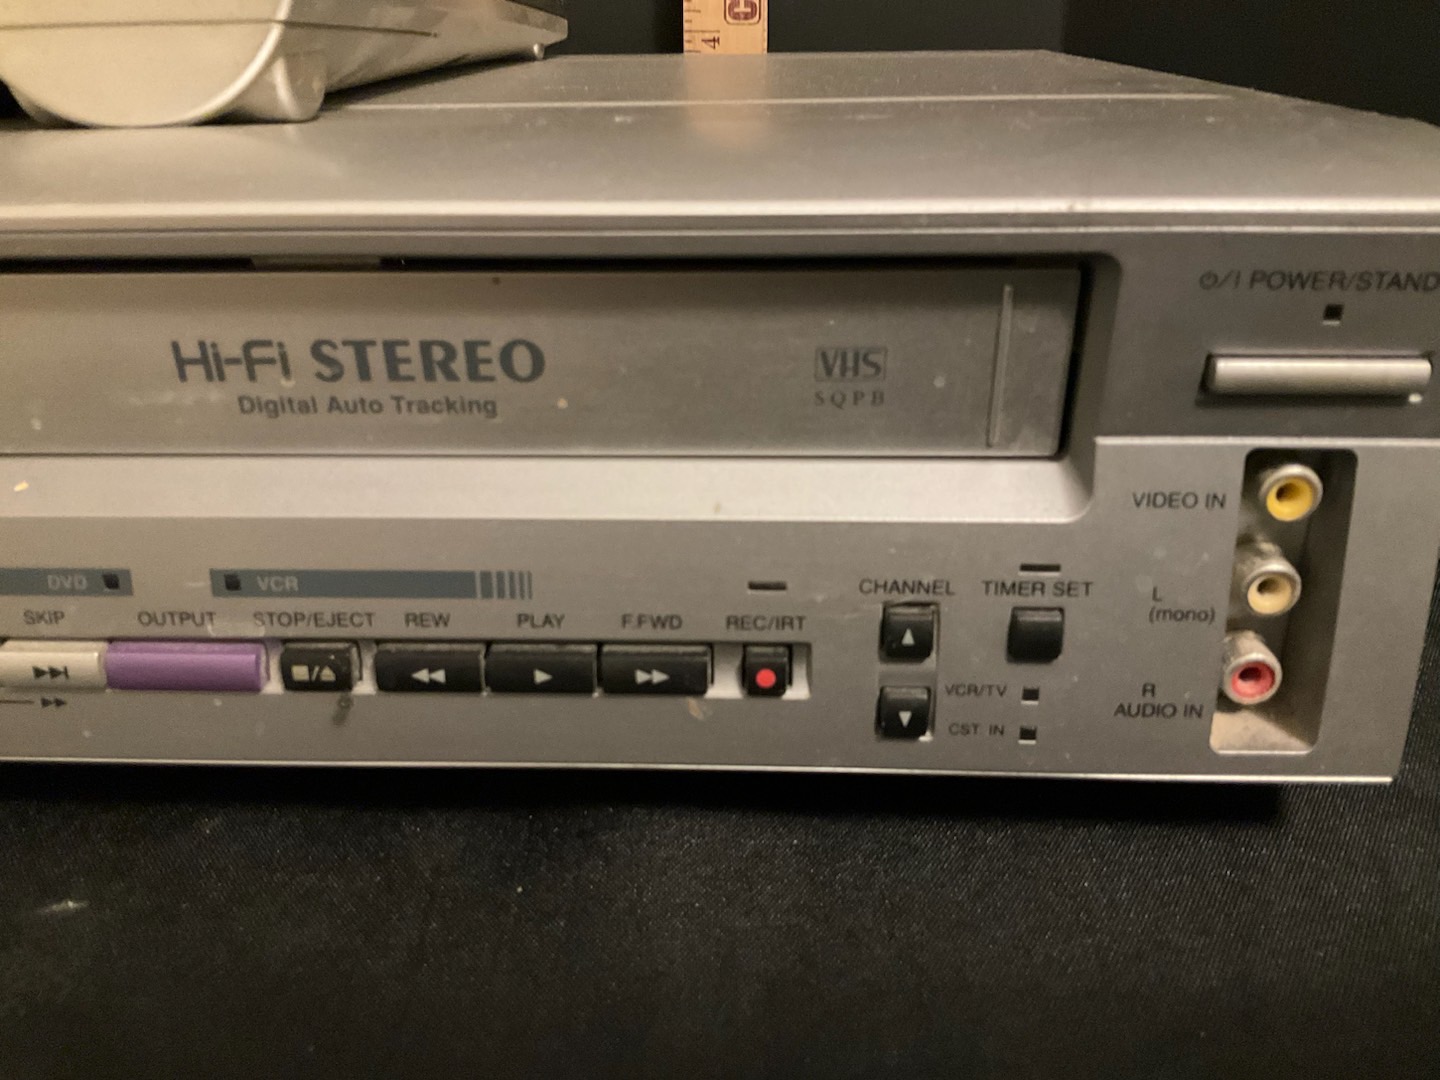 4
Hi-Fi STEREO
Digital Auto Tracking
VHS
SQPB
⏻/I POWER/STAND
VIDEO IN
L
(mono)
R
AUDIO IN
DVD
VCR
SKIP
OUTPUT
STOP/EJECT
REW
PLAY
F.FWD
REC/IRT
CHANNEL
TIMER SET
VCR/TV
CST IN